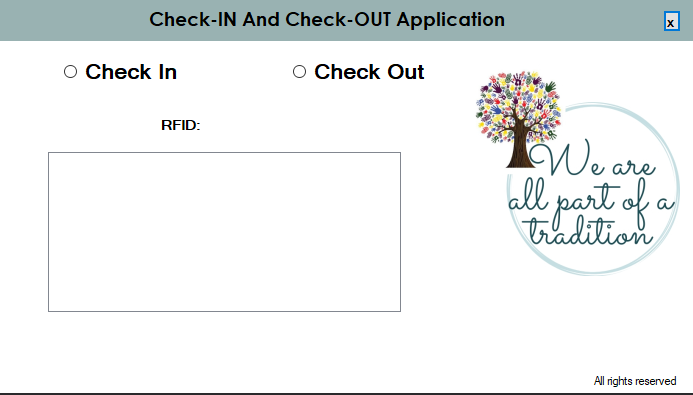 Check-IN And Check-OUT Application
x
Check In
Check Out
RFID:
We are
all part of a
tradition
All rights reserved